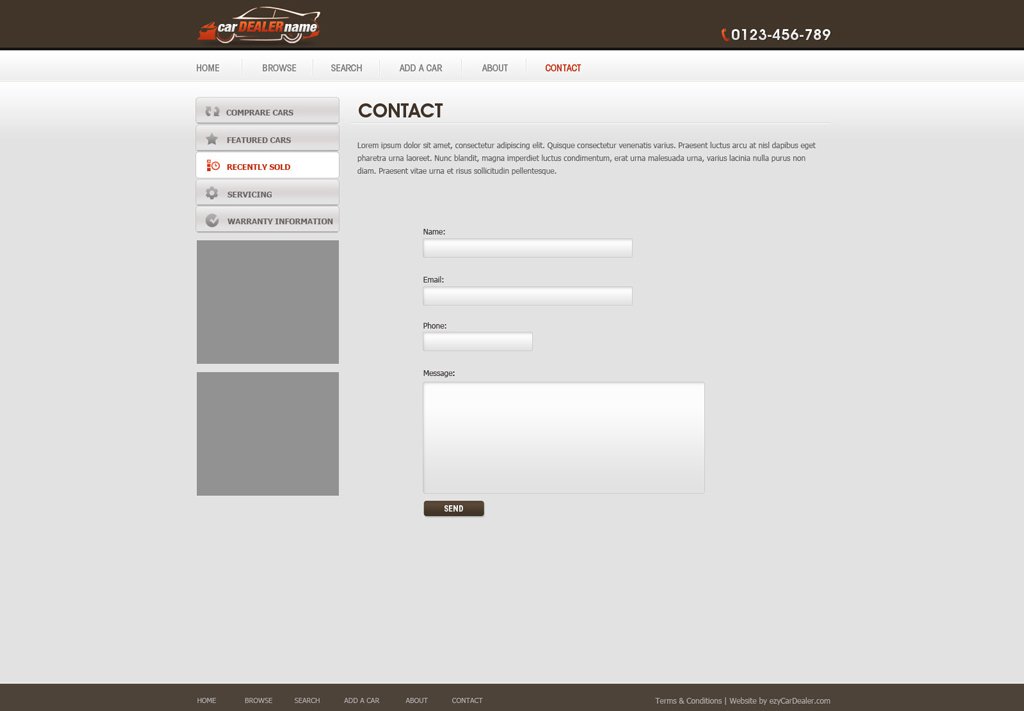 car DEALER name
0123-456-789
HOME BROWSE SEARCH ADD A CAR ABOUT CONTACT
COMPRARE CARS
FEATURED CARS
RECENTLY SOLD
SERVICING
WARRANTY INFORMATION
CONTACT
Lorem ipsum dolor sit amet, consectetur adipiscing elit. Quisque consectetur venenatis varius. Praesent luctus arcu at nisl dapibus eget
pharetra urna laoreet. Nunc blandit, magna imperdiet luctus condimentum, erat urna malesuada urna, varius lacinia nulla purus non
diam. Praesent vitae urna et risus sollicitudin pellentesque.
Name:
Email:
Phone:
Message:
SEND
HOME BROWSE SEARCH ADD A CAR ABOUT CONTACT Terms & Conditions | Website by ezyCarDealer.com